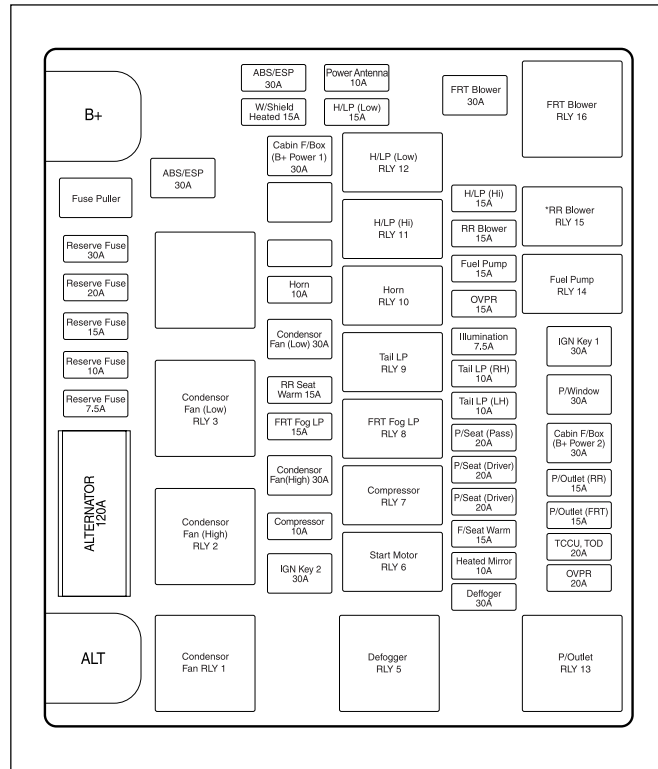 B+
ABS/ESP
30A
Power Antenna
10A
W/Shield
Heated 15A
H/LP (Low)
15A
FRT Blower
30A
FRT Blower
RLY 16
Cabin F/Box
(B+ Power 1)
30A
H/LP (Low)
RLY 12
ABS/ESP
30A
Fuse Puller
H/LP (Hi)
RLY 11
H/LP (Hi)
15A
RR Blower
15A
*RR Blower
RLY 15
Reserve Fuse
30A
Reserve Fuse
20A
Reserve Fuse
15A
Reserve Fuse
10A
Reserve Fuse
7.5A
Horn
10A
Horn
RLY 10
Fuel Pump
15A
OVPR
15A
Fuel Pump
RLY 14
Condensor
Fan (Low) 30A
Tail LP
RLY 9
Illumination
7.5A
Tail LP (RH)
10A
Tail LP (LH)
10A
IGN Key 1
30A
P/Window
30A
Condensor
Fan (Low)
RLY 3
RR Seat
Warm 15A
FRT Fog LP
15A
FRT Fog LP
RLY 8
P/Seat (Pass)
20A
P/Seat (Driver)
20A
Cabin F/Box
(B+ Power 2)
30A
ALTERNATOR
120A
Condensor
Fan(High) 30A
Compressor
RLY 7
P/Seat (Driver)
20A
P/Outlet (RR)
15A
P/Outlet (FRT)
15A
Condensor
Fan (High)
RLY 2
Compressor
10A
IGN Key 2
30A
Start Motor
RLY 6
F/Seat Warm
15A
Heated Mirror
10A
Deffoger
30A
TCCU, TOD
20A
OVPR
20A
ALT
Condensor
Fan RLY 1
Defogger
RLY 5
P/Outlet
RLY 13